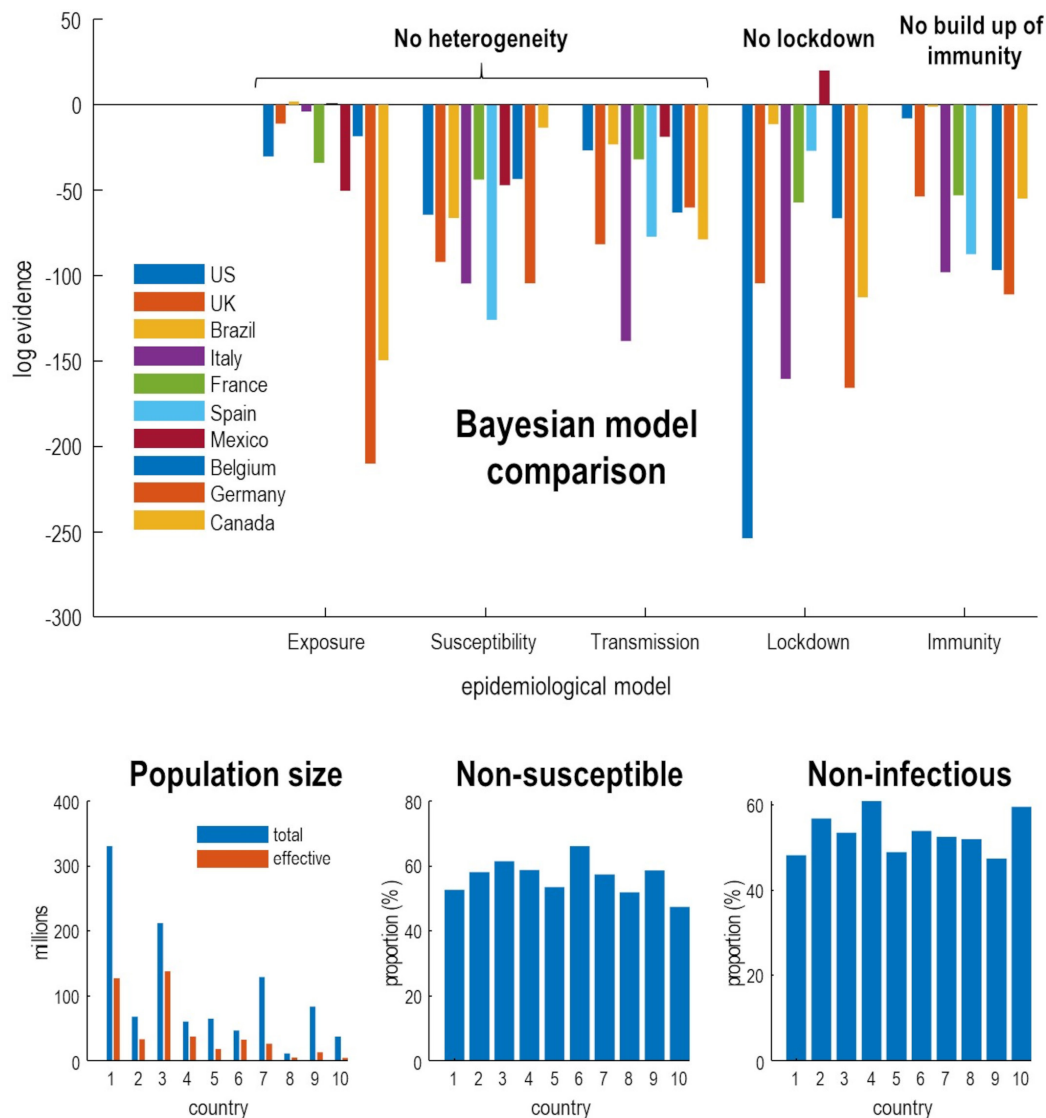 No heterogeneity
No lockdown
No build up of
immunity
50
0
-50
-100
-150
-200
-250
-300
log evidence
US
UK
Brazil
Italy
France
Spain
Mexico
Belgium
Germany
Canada
Bayesian model
comparison
Exposure Susceptibility Transmission Lockdown Immunity
epidemiological model
Population size
400
300
200
100
0
millions
total
effective
1 2 3 4 5 6 7 8 9 10
country
Non-susceptible
80
60
40
20
0
proportion (%)
1 2 3 4 5 6 7 8 9 10
country
Non-infectious
60
40
20
0
proportion (%)
1 2 3 4 5 6 7 8 9 10
country